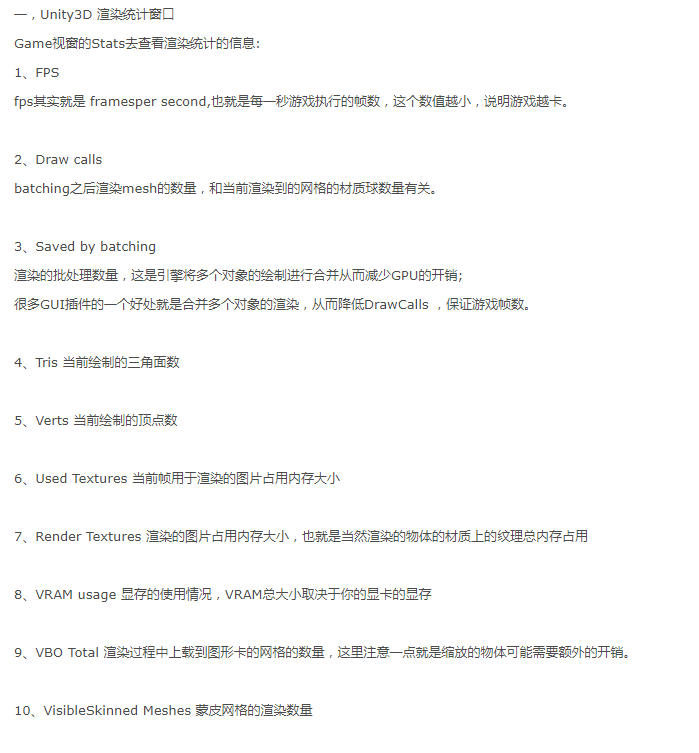 一，Unity3D 渲染统计窗口
Game视窗的Stats去查看渲染统计的信息:
1、FPS
fps其实就是 framesper second,也就是每一秒游戏执行的帧数，这个数值越小，说明游戏越卡。
2、Draw calls
batching之后渲染mesh的数量，和当前渲染到的网格的材质球数量有关。
3、Saved by batching
渲染的批处理数量，这是引擎将多个对象的绘制进行合并从而减少GPU的开销;
很多GUI插件的一个好处就是合并多个对象的渲染，从而降低DrawCalls ，保证游戏帧数。
4、Tris 当前绘制的三角面数
5、Verts 当前绘制的顶点数
6、Used Textures 当前帧用于渲染的图片占用内存大小
7、Render Textures 渲染的图片占用内存大小，也就是当然渲染的物体的材质上的纹理总内存占用
8、VRAM usage 显存的使用情况，VRAM总大小取决于你的显卡的显存
9、VBO Total 渲染过程中上载到图形卡的网格的数量，这里注意一点就是缩放的物体可能需要额外的开销。
10、VisibleSkinned Meshes 蒙皮网格的渲染数量